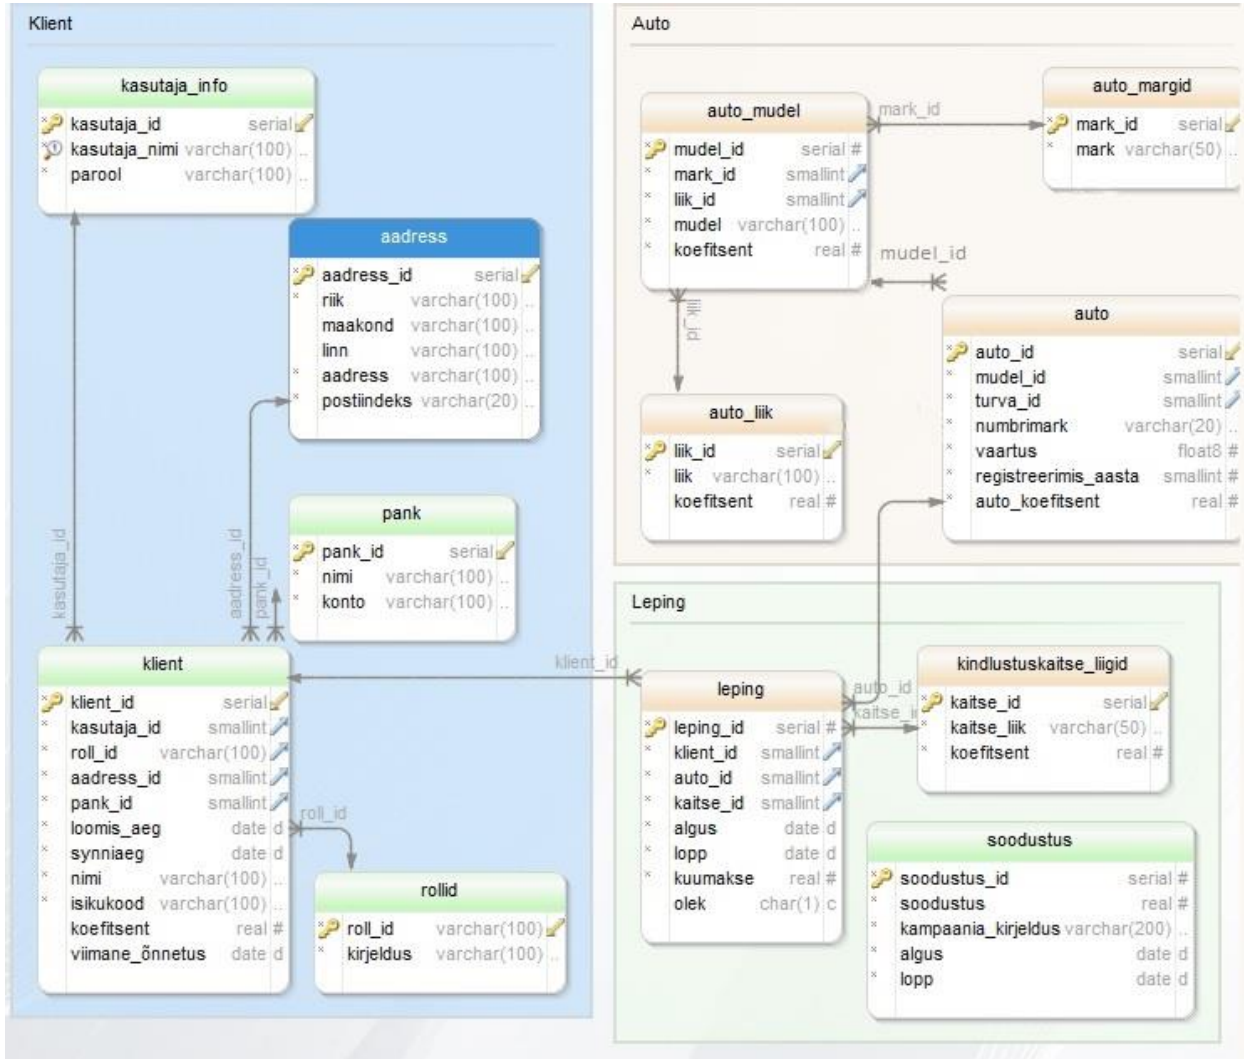 Klient
kasutaja_info
kasutaja_id serial
kasutaja_nimi varchar(100) ..
parool varchar(100) ..
aadress
aadress_id serial
riik varchar(100) ..
maakond varchar(100) ..
linn varchar(100) ..
aadress varchar(100) ..
postiindeks varchar(20) ..
pank
pank_id serial
nimi varchar(100) ..
konto varchar(100) ..
kasutaja_id
aadress_id
pank_id
klient
klient_id serial
kasutaja_id smallint
roll_id varchar(100)
aadress_id smallint
pank_id smallint
loomis_aeg date d
synniaeg date d
nimi varchar(100) ..
isikukood varchar(100) ..
koefitsent real #
viimane_õnnetus date d
roll_id
rollid
roll_id varchar(100)
kirjeldus varchar(100) ..
klient_id
Auto
auto_mudel
mudel_id serial #
mark_id smallint
liik_id smallint
mudel varchar(100) ..
koefitsent real #
mark_id
auto_margid
mark_id serial
mark varchar(50) ..
mudel_id
liik_id
auto_liik
liik_id serial
liik varchar(100) ..
koefitsent real #
auto
auto_id serial
mudel_id smallint
turva_id smallint
numbrimark varchar(20) ..
vaartus float8 #
registreerimis_aasta smallint #
auto_koefitsent real #
Leping
leping
leping_id serial #
klient_id smallint
auto_id smallint
kaitse_id smallint
algus date d
lopp date d
kuumakse real #
olek char(1) c
auto_id
kaitse_id
kindlustuskaitse_liigid
kaitse_id serial
kaitse_liik varchar(50) ..
koefitsent real #
soodustus
soodustus_id serial #
soodustus real #
kampaania_kirjeldus varchar(200) ..
algus date d
lopp date d